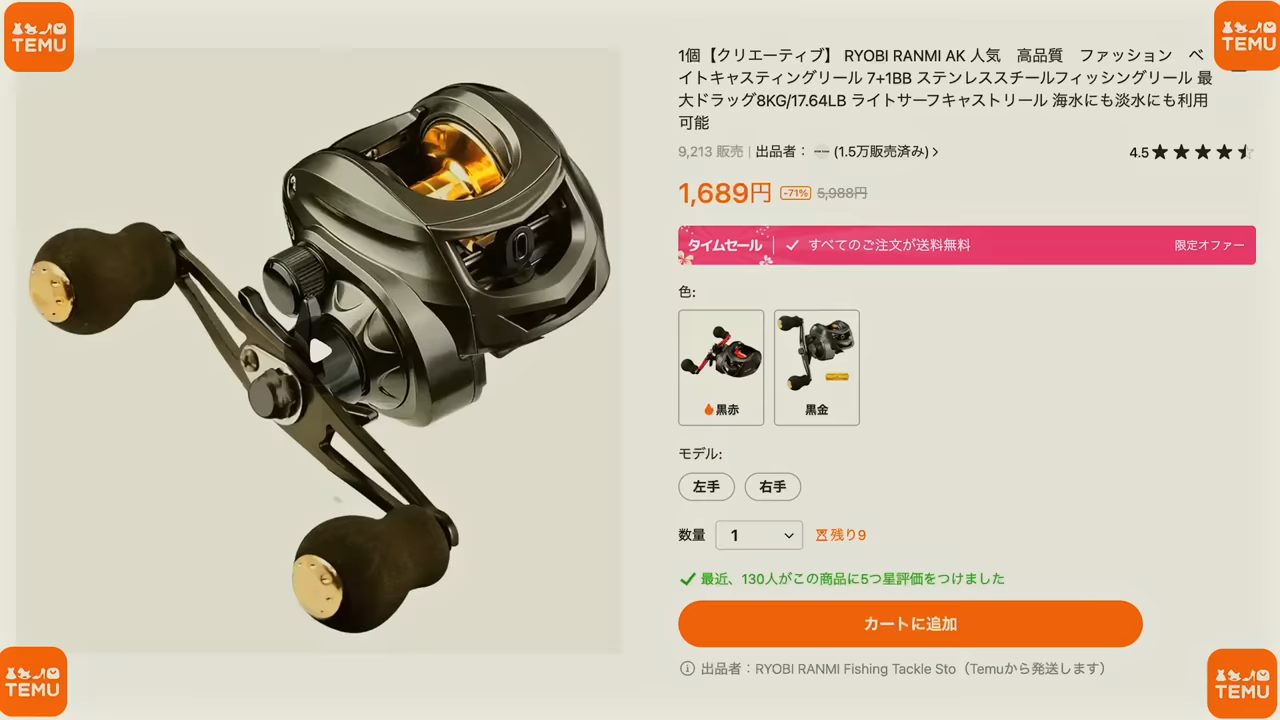 TEMU
TEMU
1個【クリエーティブ】 RYOBI RANMI AK 人気　高品質　ファッション　ベ
イトキャスティングリール 7+1BB ステンレススチールフィッシングリール 最
大ドラッグ8KG/17.64LB ライトサーフキャストリール 海水にも淡水にも利用
可能
9,213 販売 | 出品者： (1.5万販売済み)
4.5
1,689円 -71% 5,988円
タイムセール すべてのご注文が送料無料 限定オファー
色:
黒赤 黒金
モデル:
左手 右手
数量 1 残り9
最近、130人がこの商品に5つ星評価をつけました
カートに追加
出品者：RYOBI RANMI Fishing Tackle Sto（Temuから発送します）
TEMU
TEMU